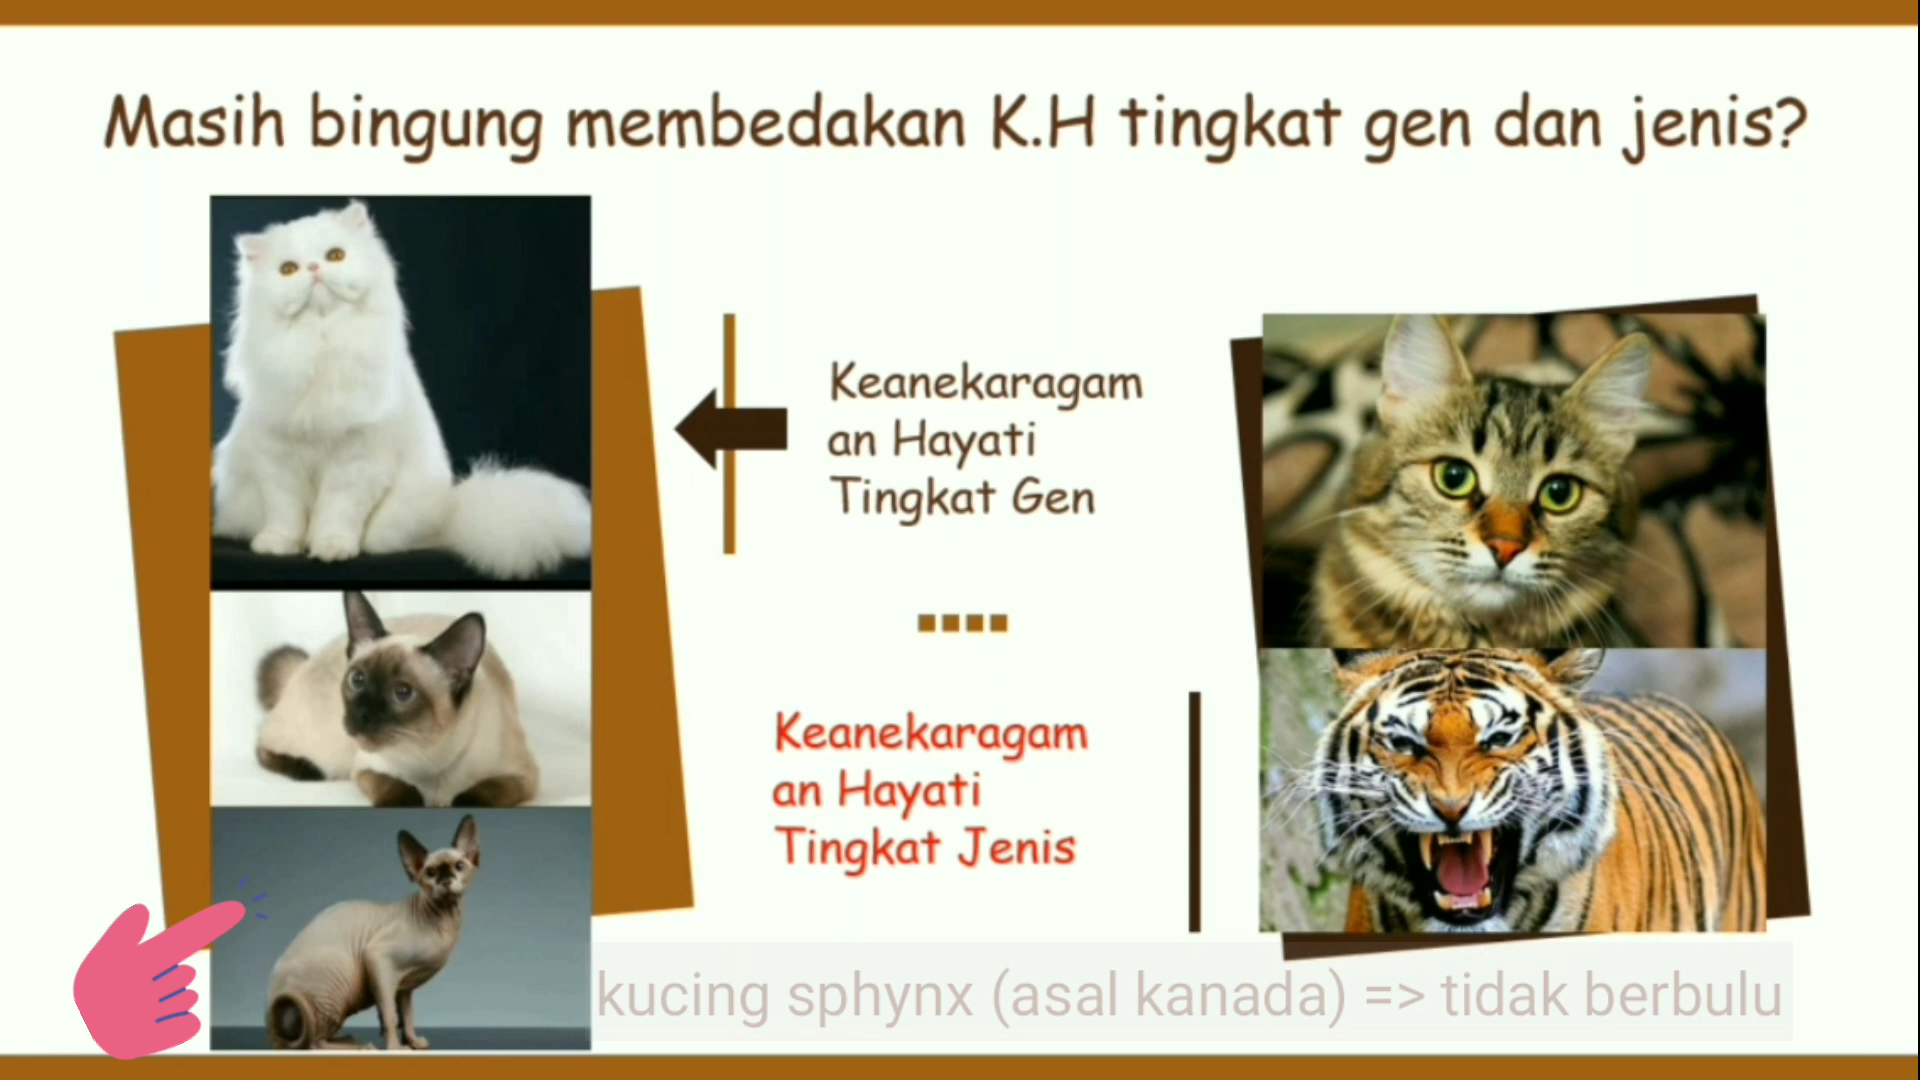 Masih bingung membedakan K.H tingkat gen dan jenis?
Keanekaragam
an Hayati
Tingkat Gen
Keanekaragam
an Hayati
Tingkat Jenis
kucing sphynx (asal kanada) => tidak berbulu